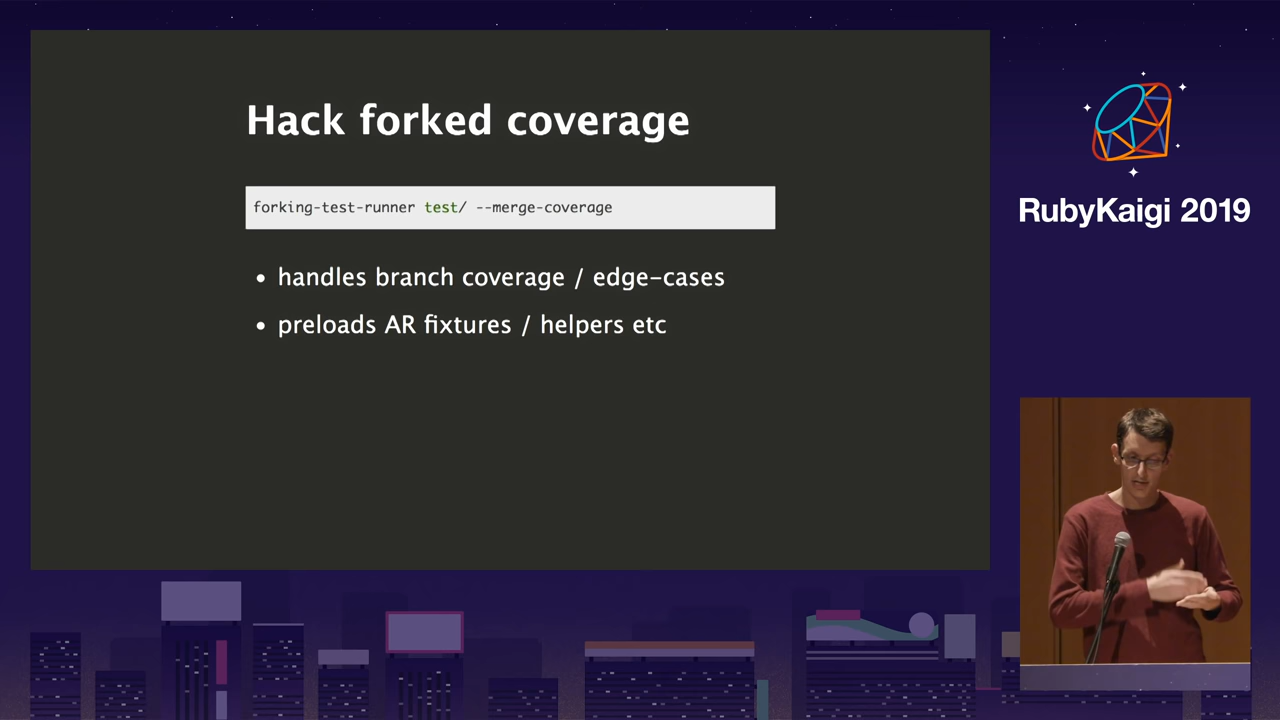 Hack forked coverage
forking-test-runner test/ --merge-coverage
• handles branch coverage / edge-cases
• preloads AR fixtures / helpers etc
RubyKaigi 2019